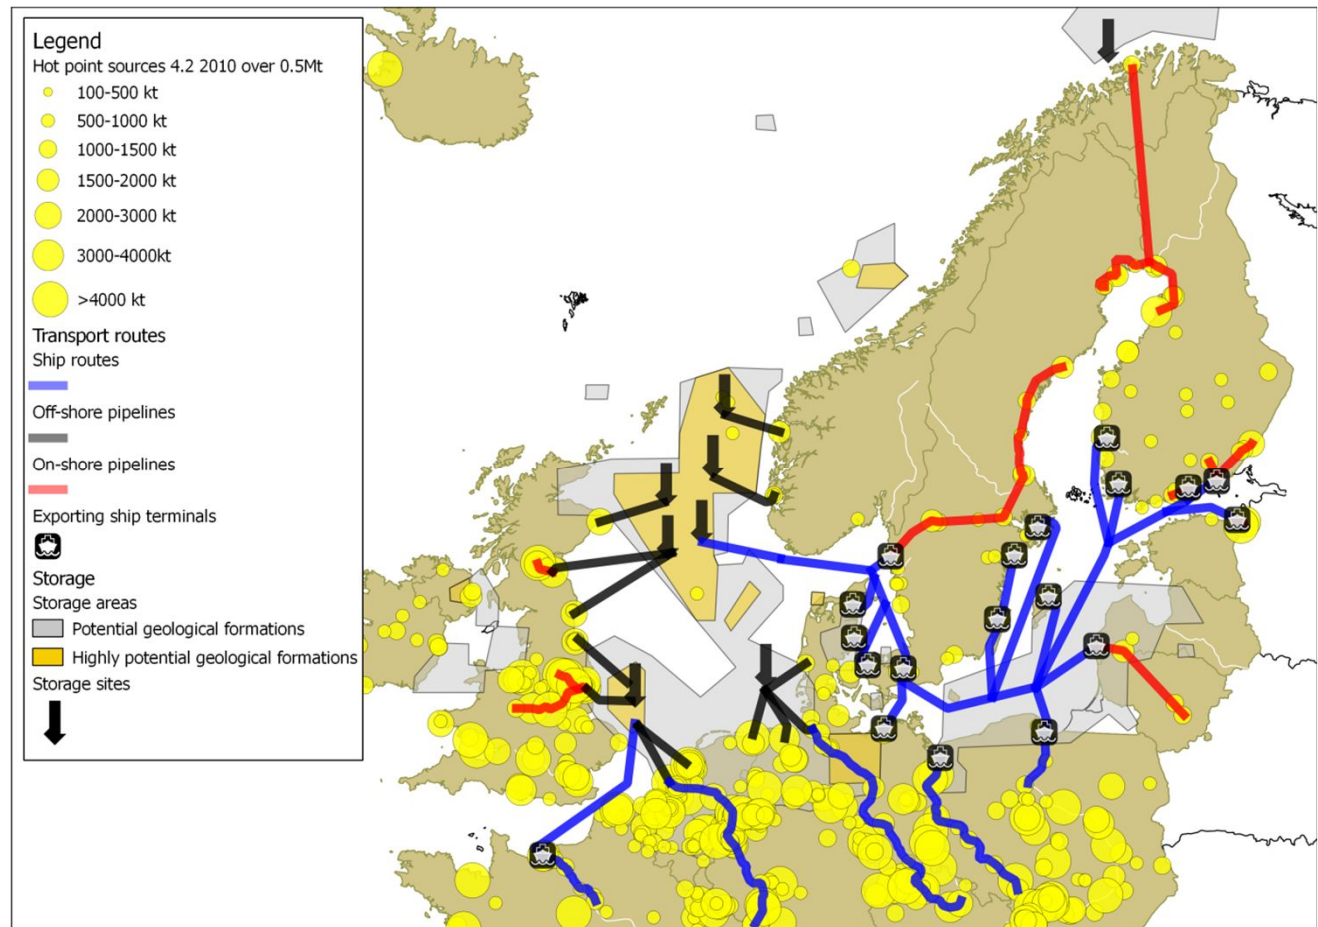 Legend
Hot point sources 4.2 2010 over 0.5Mt
100-500 kt
500-1000 kt
1000-1500 kt
1500-2000 kt
2000-3000 kt
3000-4000kt
>4000 kt
Transport routes
Ship routes
Off-shore pipelines
On-shore pipelines
Exporting ship terminals
Storage
Storage areas
Potential geological formations
Highly potential geological formations
Storage sites